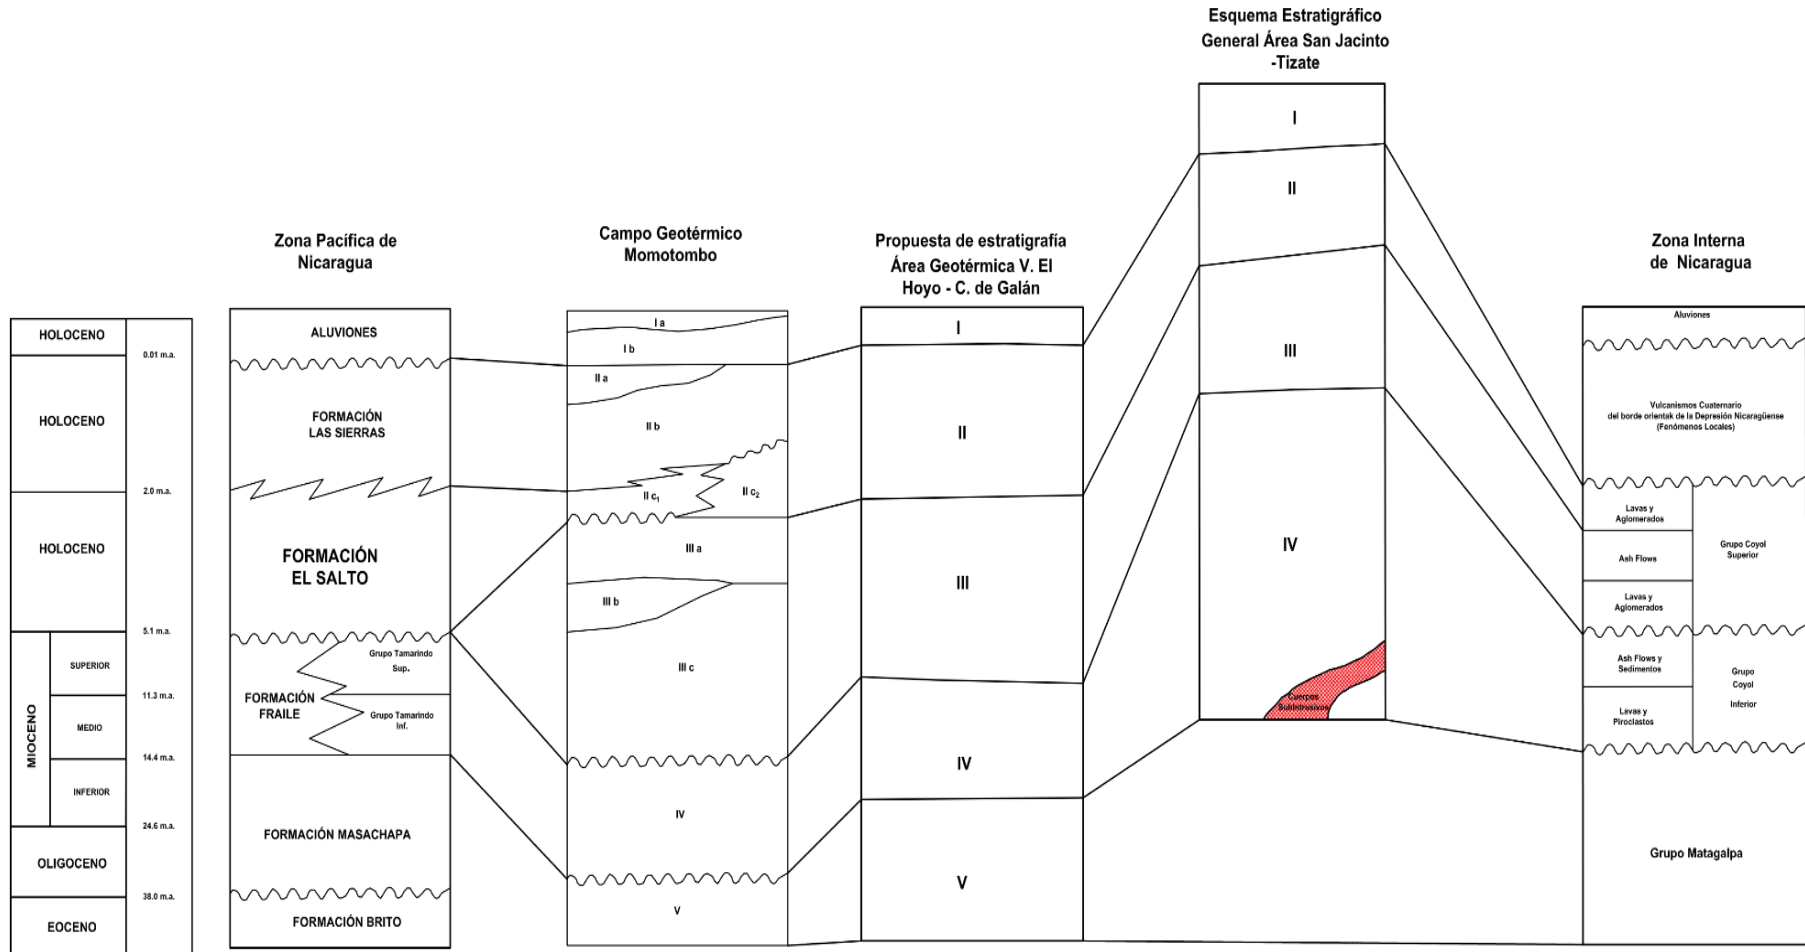 Esquema Estratigráfico
General Área San Jacinto
-Tizate
I
II
III
IV
Cuerpos
SubIntrusivos
Zona Pacífica de
Nicaragua
ALUVIONES
FORMACIÓN
LAS SIERRAS
FORMACIÓN
EL SALTO
Grupo Tamarindo
Sup.
FORMACIÓN
FRAILE
Grupo Tamarindo
Inf.
FORMACIÓN MASACHAPA
FORMACIÓN BRITO
Campo Geotérmico
Momotombo
I a
I b
II a
II b
II c1
II c2
III a
III b
III c
IV
V
Propuesta de estratigrafía
Área Geotérmica V. El
Hoyo - C. de Galán
I
II
III
IV
V
Zona Interna
de Nicaragua
Aluviones
Vulcanismos Cuaternario
del borde orientak de la Depresión Nicaragüense
(Fenómenos Locales)
Lavas y
Aglomerados
Ash Flows
Lavas y
Aglomerados
Grupo Coyol
Superior
Ash Flows y
Sedimentos
Lavas y
Piroclastos
Grupo
Coyol
Inferior
Grupo Matagalpa
HOLOCENO
0.01 m.a.
HOLOCENO
2.0 m.a.
HOLOCENO
5.1 m.a.
MIOCENO
SUPERIOR
11.3 m.a.
MEDIO
14.4 m.a.
INFERIOR
24.6 m.a.
OLIGOCENO
38.0 m.a.
EOCENO